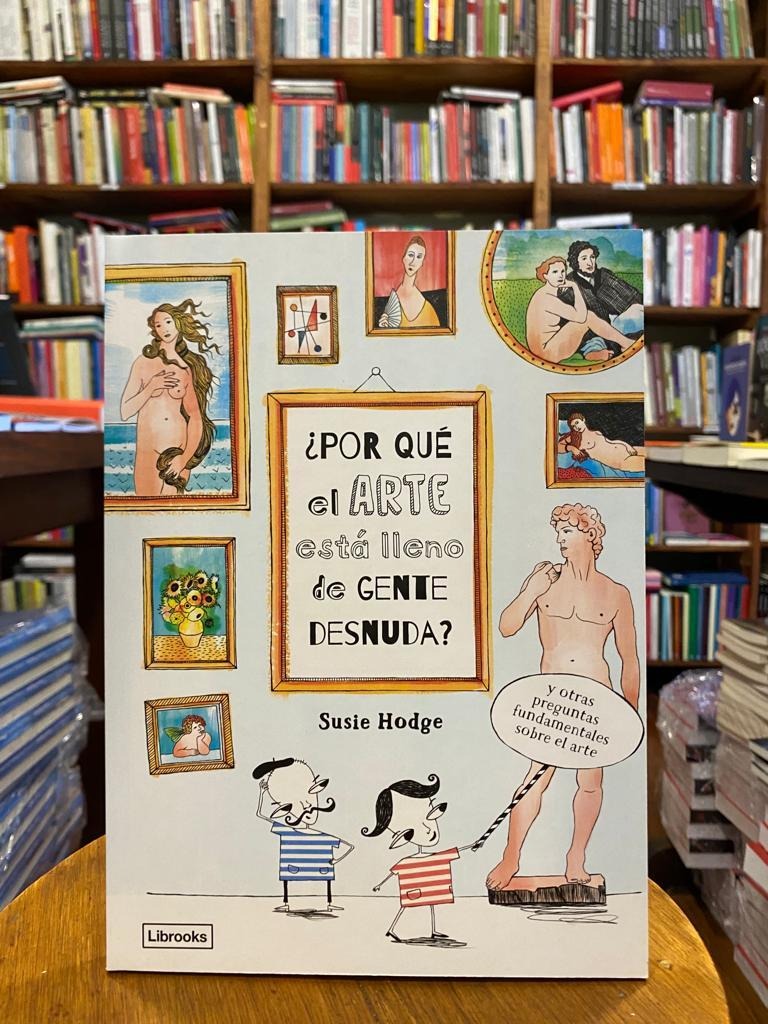 ¿POR QUÉ
el ARTE
está lleno
de GENTE
DESNUDA?
Susie Hodge
y otras
preguntas
fundamentales
sobre el arte
Librooks